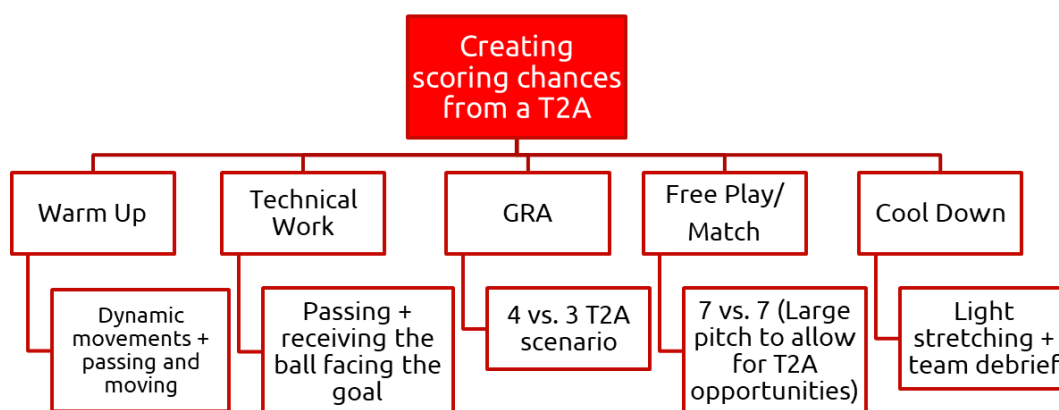 Creating
scoring chances
from a T2A
Warm Up
Technical
Work
GRA
Free Play/
Match
Cool Down
Dynamic
movements +
passing and
moving
Passing +
receiving the
ball facing the
goal
4 vs. 3 T2A
scenario
7 vs. 7 (Large
pitch to allow
for T2A
opportunities)
Light
stretching +
team debrief